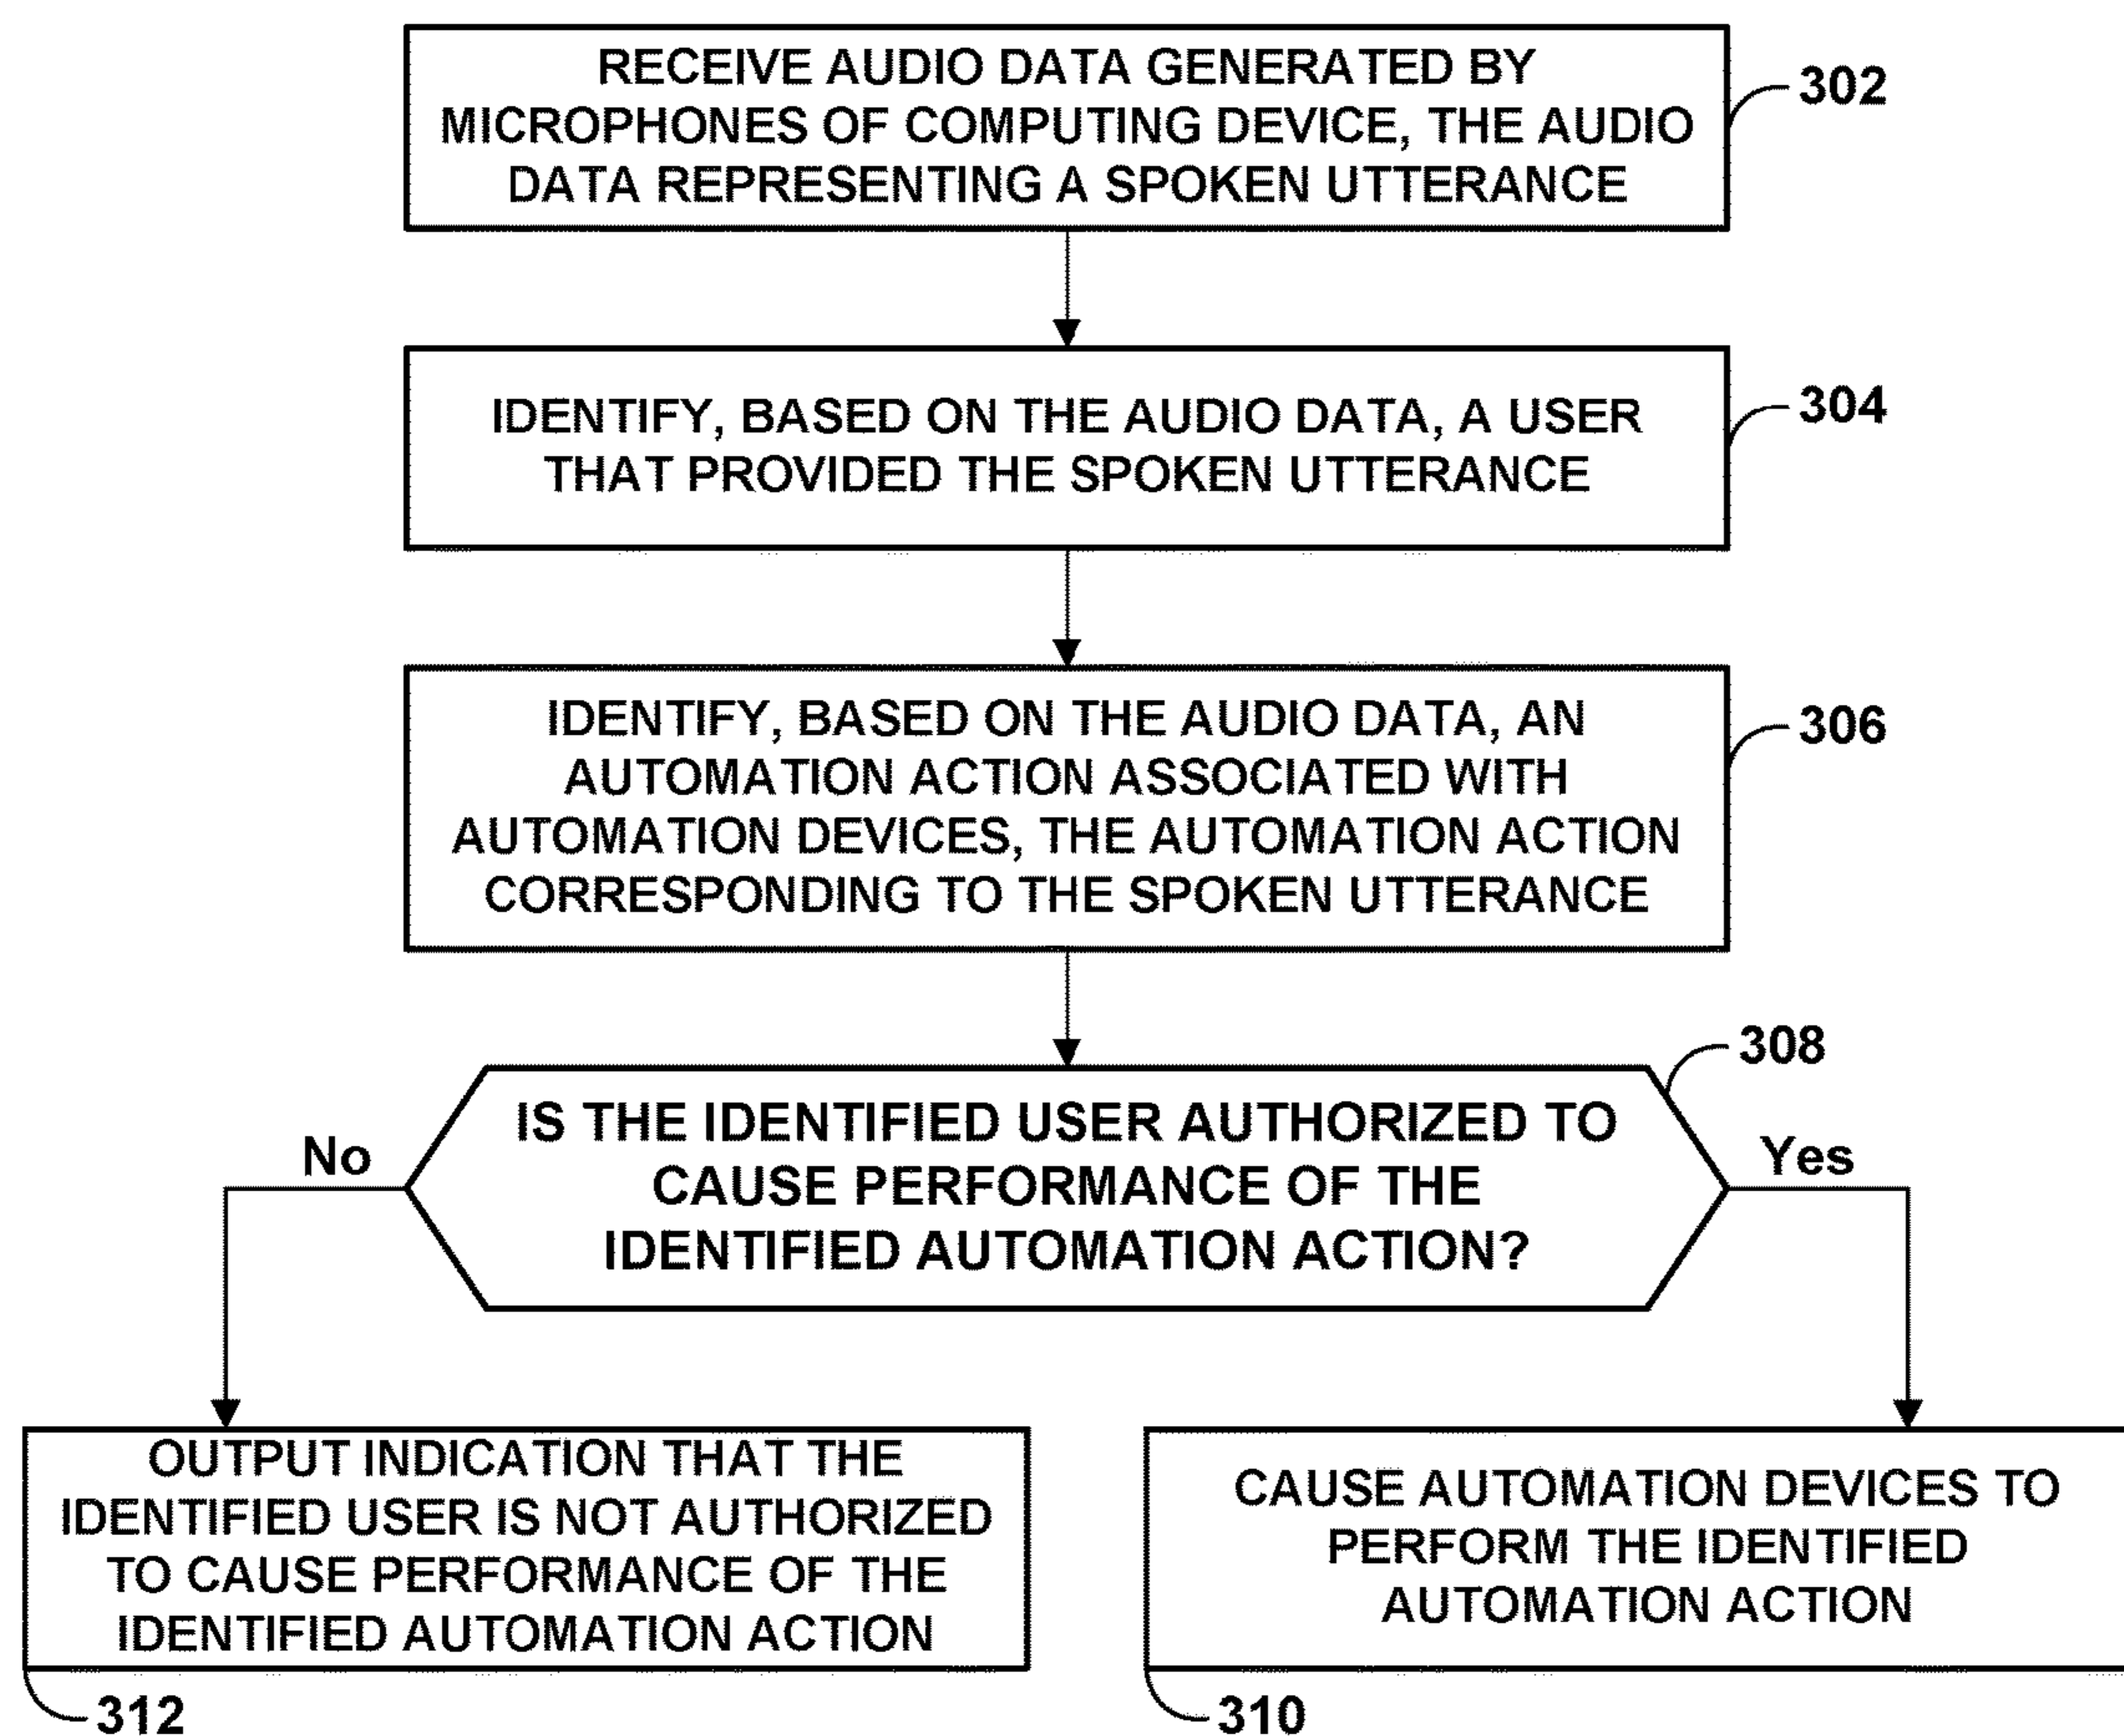 RECEIVE AUDIO DATA GENERATED BY
MICROPHONES OF COMPUTING DEVICE, THE AUDIO
DATA REPRESENTING A SPOKEN UTTERANCE
302
IDENTIFY, BASED ON THE AUDIO DATA, A USER
THAT PROVIDED THE SPOKEN UTTERANCE
304
IDENTIFY, BASED ON THE AUDIO DATA, AN
AUTOMATION ACTION ASSOCIATED WITH
AUTOMATION DEVICES, THE AUTOMATION ACTION
CORRESPONDING TO THE SPOKEN UTTERANCE
306
IS THE IDENTIFIED USER AUTHORIZED TO
CAUSE PERFORMANCE OF THE
IDENTIFIED AUTOMATION ACTION?
308
No
Yes
OUTPUT INDICATION THAT THE
IDENTIFIED USER IS NOT AUTHORIZED
TO CAUSE PERFORMANCE OF THE
IDENTIFIED AUTOMATION ACTION
312
CAUSE AUTOMATION DEVICES TO
PERFORM THE IDENTIFIED
AUTOMATION ACTION
310